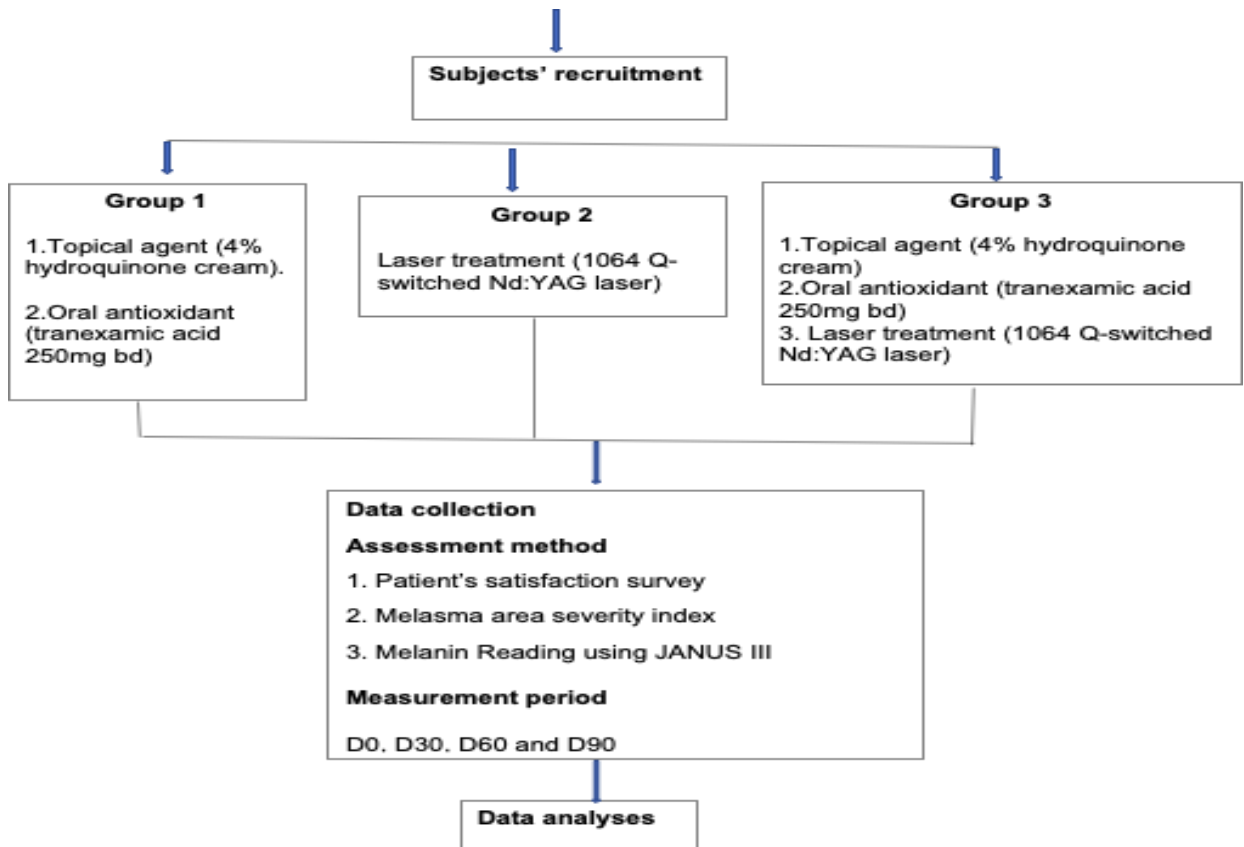 Subjects' recruitment
Group 1
1.Topical agent (4%
hydroquinone cream).
2.Oral antioxidant
(tranexamic acid
250mg bd)
Group 2
Laser treatment (1064 Q-
switched Nd:YAG laser)
Group 3
1.Topical agent (4% hydroquinone
cream)
2.Oral antioxidant (tranexamic acid
250mg bd)
3. Laser treatment (1064 Q-switched
Nd:YAG laser)
Data collection
Assessment method
1. Patient's satisfaction survey
2. Melasma area severity index
3. Melanin Reading using JANUS III
Measurement period
D0, D30, D60 and D90
Data analyses